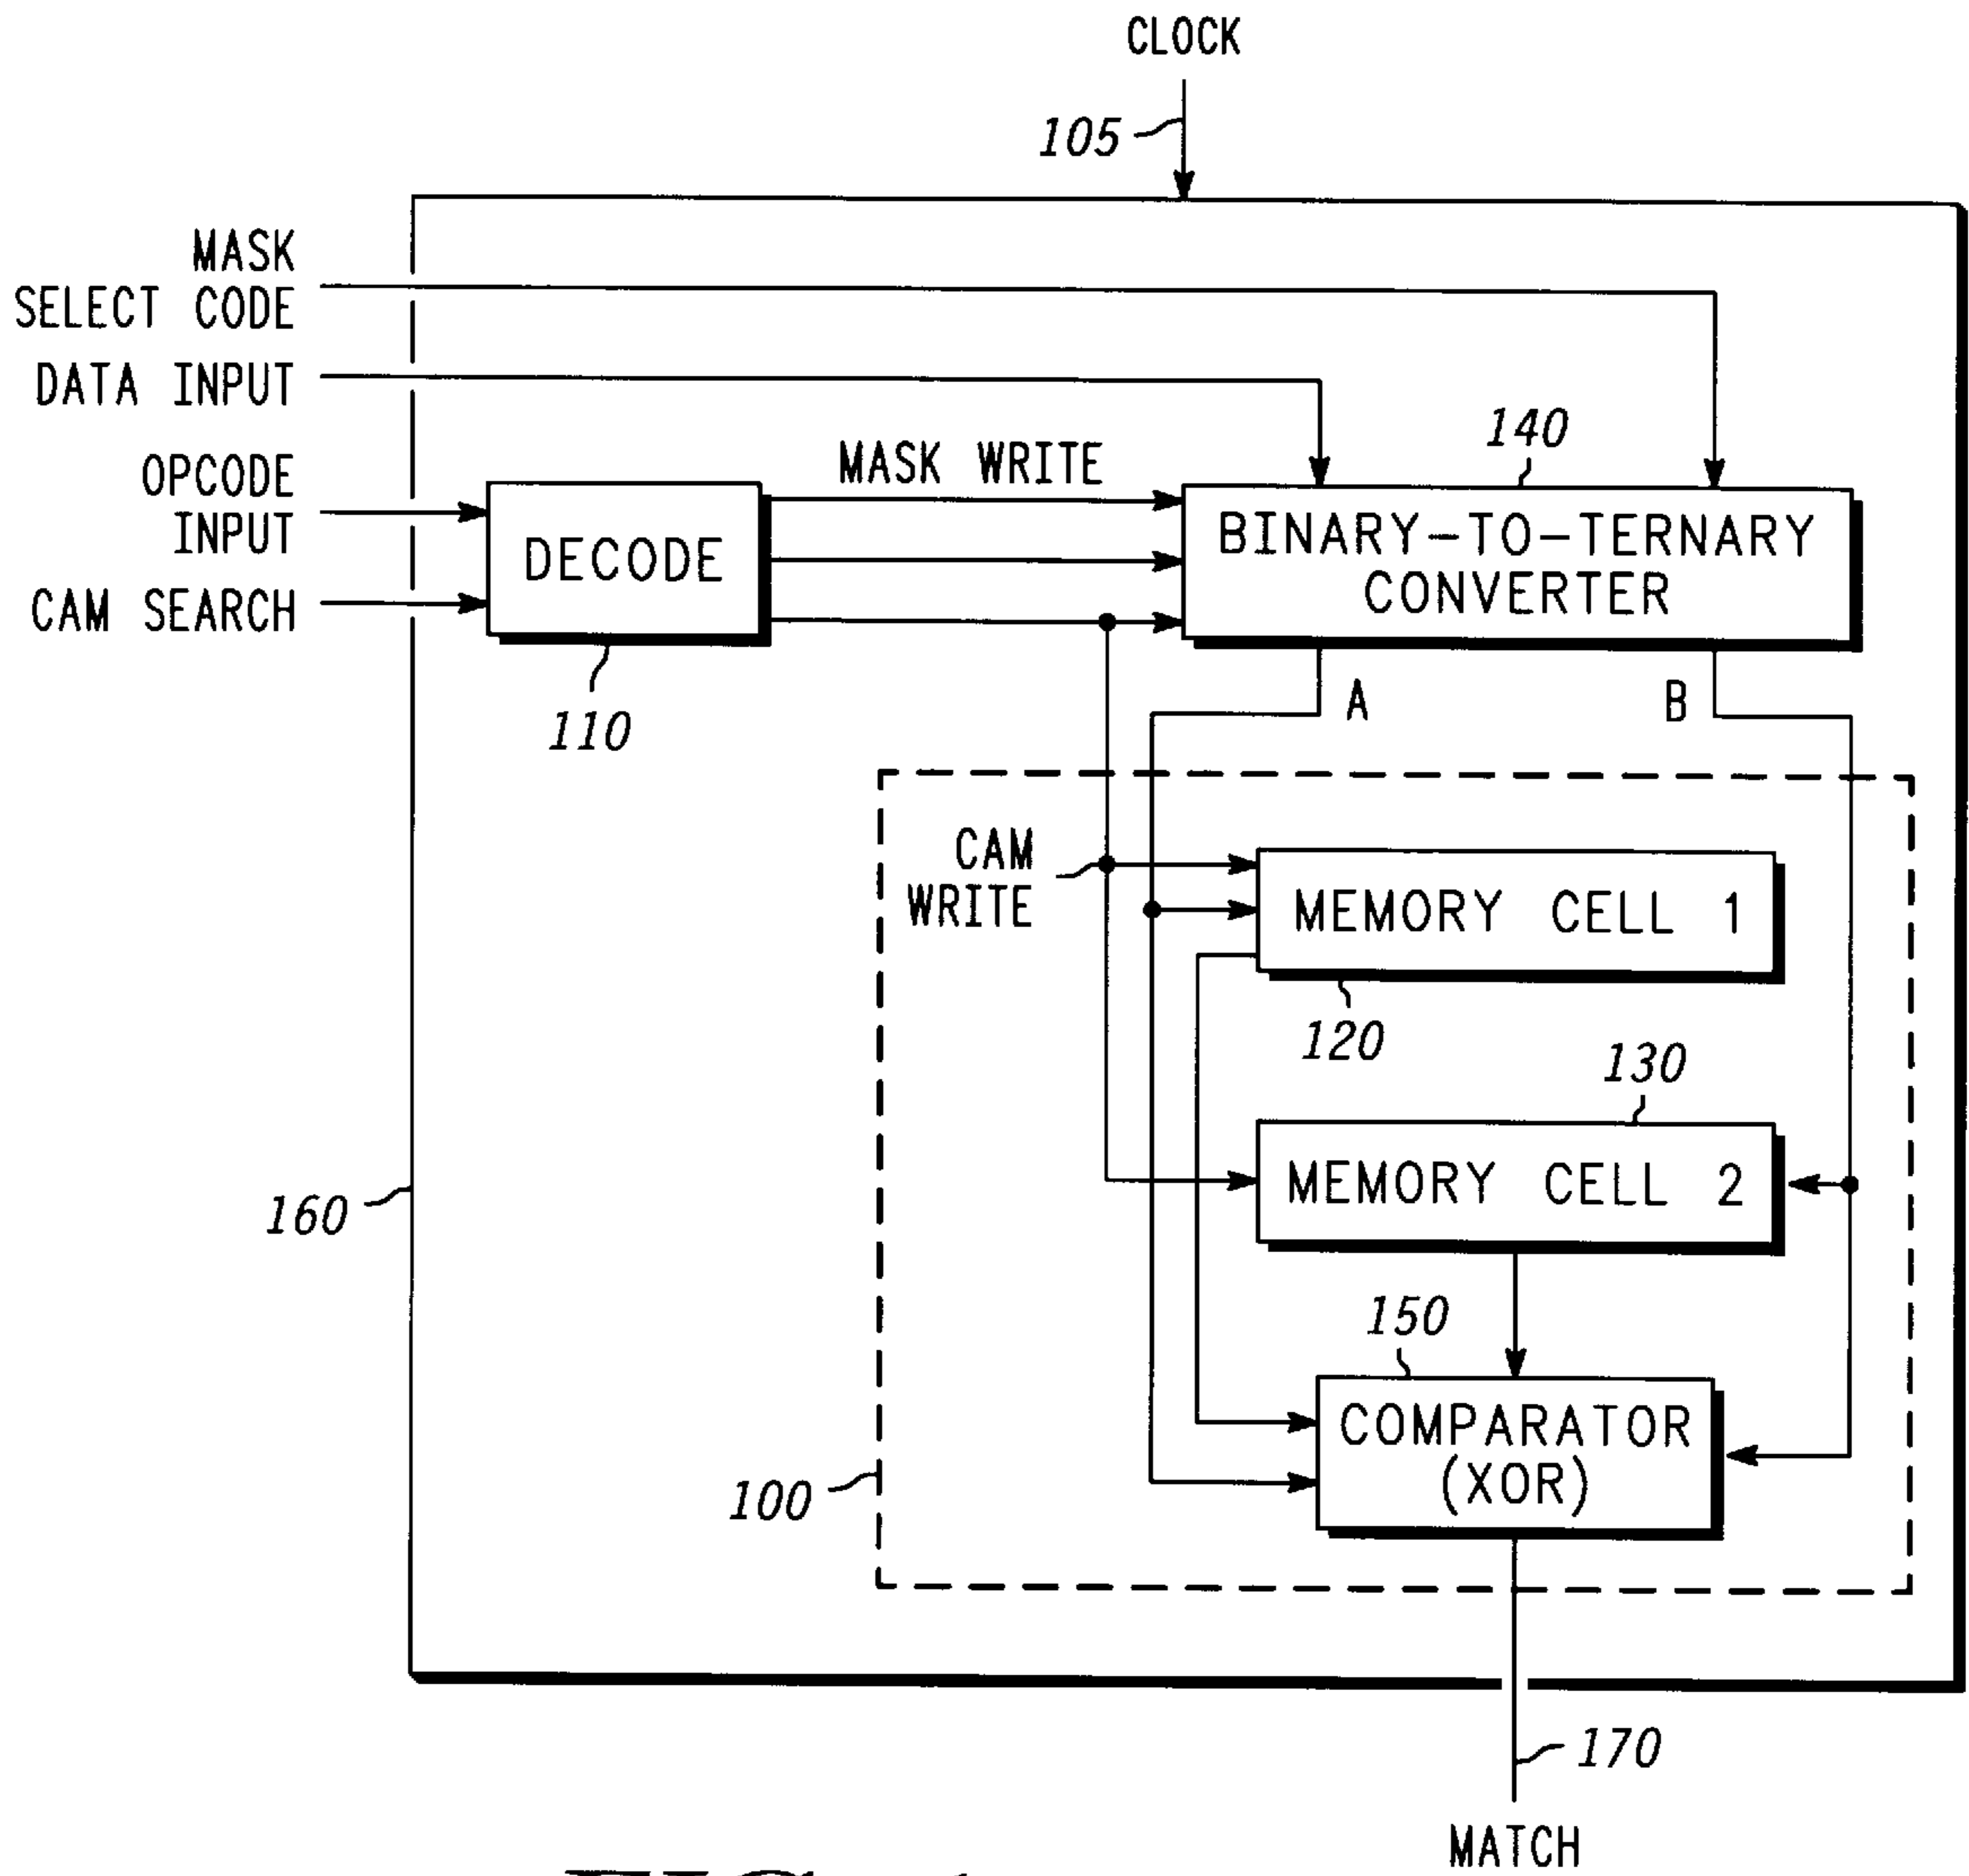 CLOCK
105
MASK
SELECT CODE
DATA INPUT
OPCODE
INPUT
CAM SEARCH
MASK WRITE
140
DECODE
BINARY-TO-TERNARY
CONVERTER
110
A
B
CAM
WRITE
MEMORY CELL 1
120
130
MEMORY CELL 2
160
150
COMPARATOR
(XOR)
100
170
MATCH